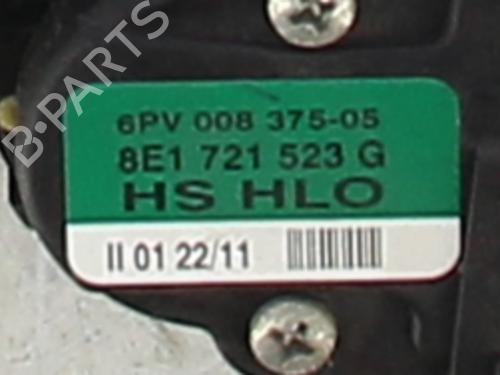 B-PARTS
6PV 008 375-05
8E1 721 523 G
HS HLO
II 01 22/11